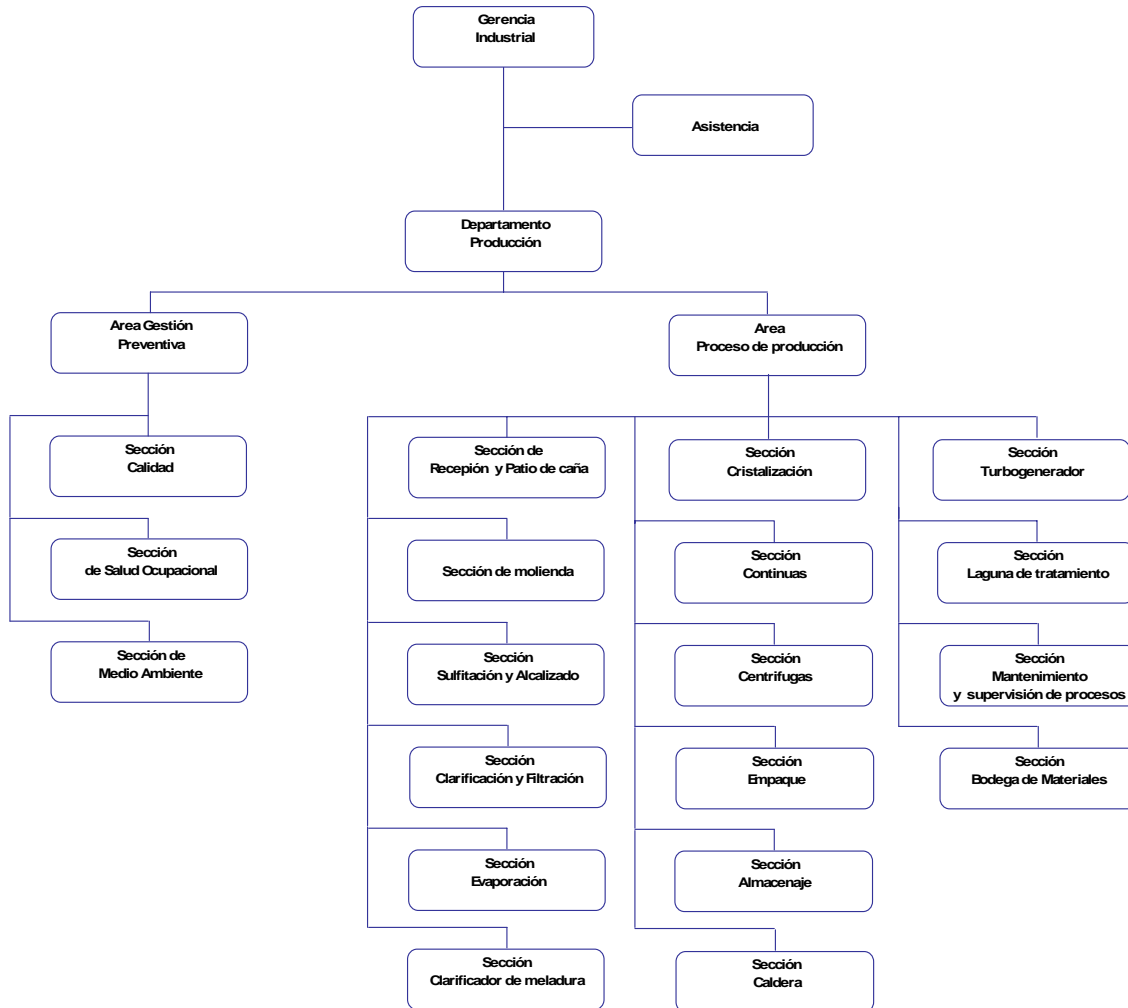 Gerencia
Industrial
Asistencia
Departamento
Producción
Area Gestión
Preventiva
Area
Proceso de producción
Sección
Calidad
Sección
de Salud Ocupacional
Sección de
Medio Ambiente
Sección de
Recepión y Patio de caña
Sección de molienda
Sección
Sulfitación y Alcalizado
Sección
Clarificación y Filtración
Sección
Evaporación
Sección
Clarificador de meladura
Sección
Cristalización
Sección
Continuas
Sección
Centrifugas
Sección
Empaque
Sección
Almacenaje
Sección
Caldera
Sección
Turbogenerador
Sección
Laguna de tratamiento
Sección
Mantenimiento
y supervisión de procesos
Sección
Bodega de Materiales